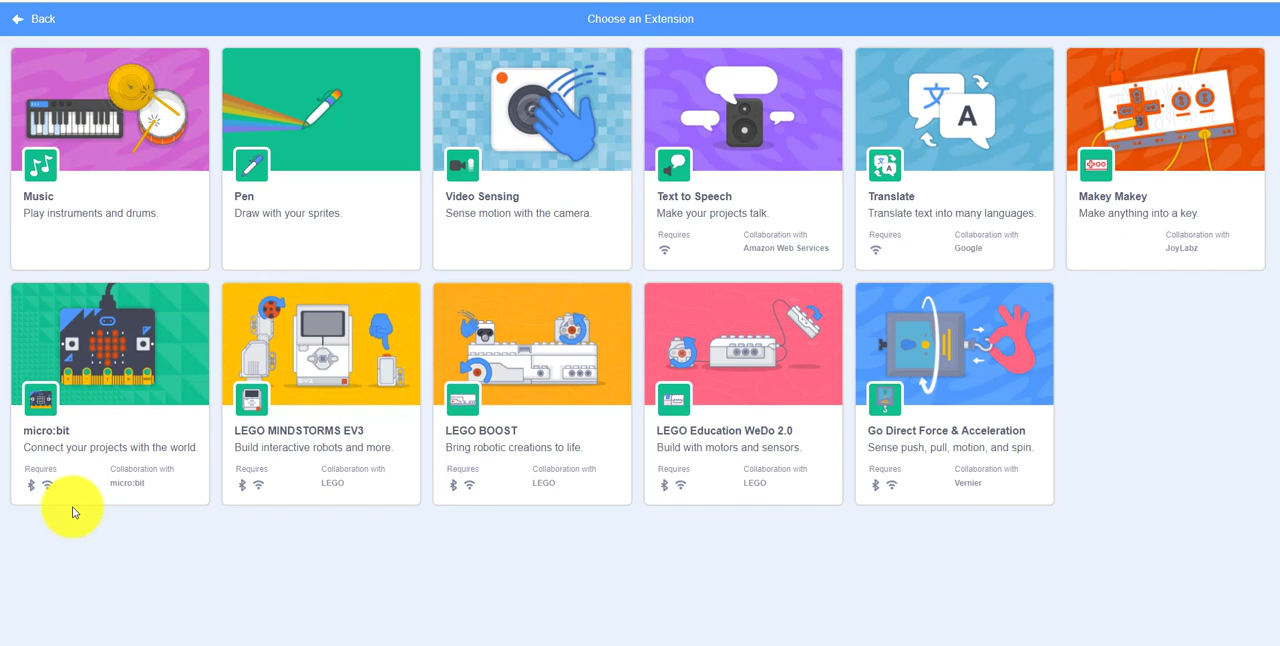 Back
Choose an Extension
Music
Play instruments and drums.
Pen
Draw with your sprites.
Video Sensing
Sense motion with the camera.
Text to Speech
Make your projects talk.
Requires
Collaboration with
Amazon Web Services
文 A
Translate
Translate text into many languages.
Requires
Collaboration with
Google
Makey Makey
Make anything into a key.
Collaboration with
JoyLabz
micro:bit
Connect your projects with the world.
Requires
Collaboration with
micro:bit
EV3
LEGO MINDSTORMS EV3
Build interactive robots and more.
Requires
Collaboration with
LEGO
LEGO BOOST
Bring robotic creations to life.
Requires
Collaboration with
LEGO
LEGO Education WeDo 2.0
Build with motors and sensors.
Requires
Collaboration with
LEGO
Go Direct Force & Acceleration
Sense push, pull, motion, and spin.
Requires
Collaboration with
Vernier